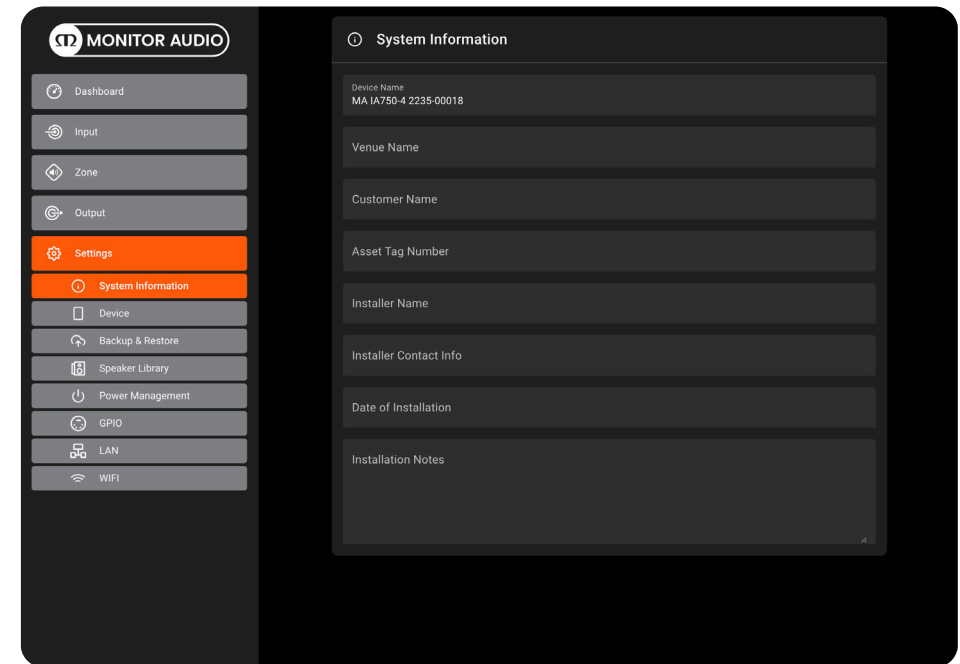 MONITOR AUDIO
Dashboard
Input
Zone
Output
Settings
System Information
Device
Backup & Restore
Speaker Library
Power Management
GPIO
LAN
WIFI
System Information
Device Name
MA IA750-4 2235-00018
Venue Name
Customer Name
Asset Tag Number
Installer Name
Installer Contact Info
Date of Installation
Installation Notes